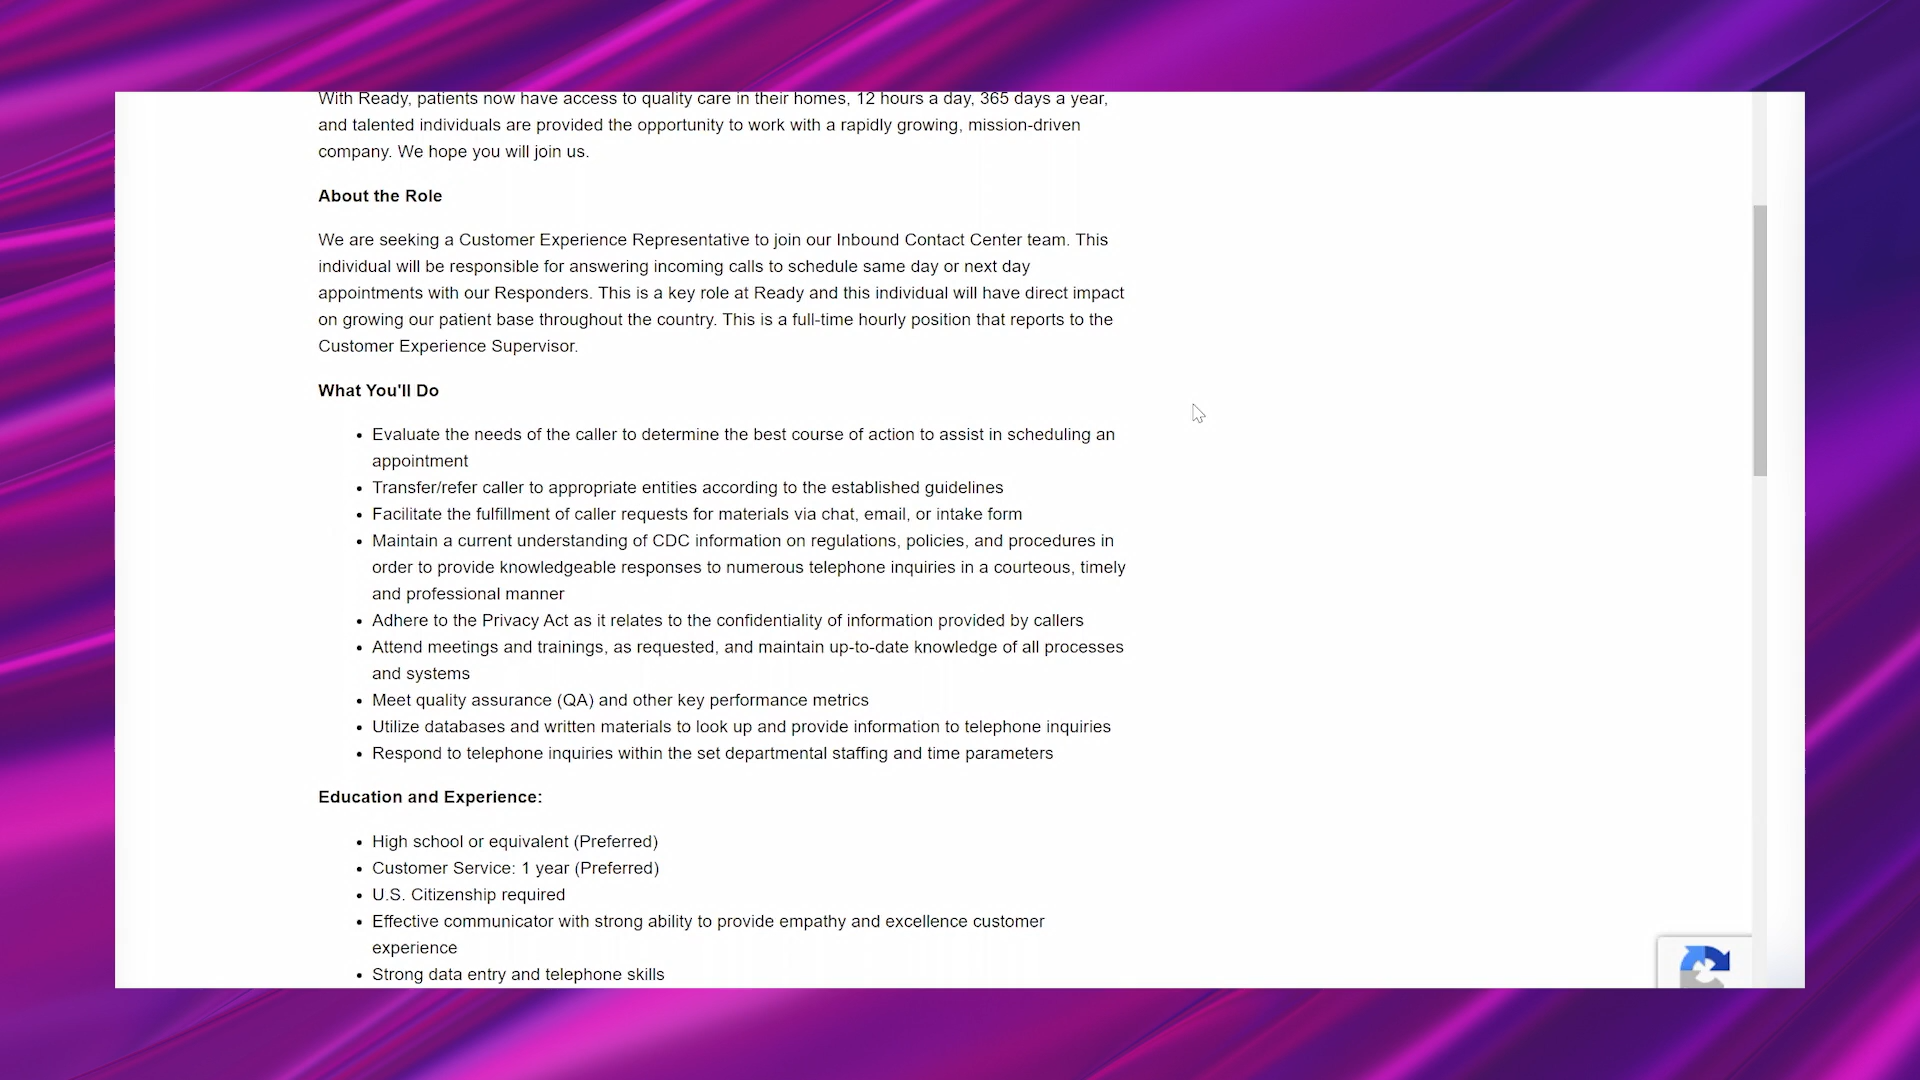 With Ready, patients now have access to quality care in their homes, 12 hours a day, 365 days a year,
and talented individuals are provided the opportunity to work with a rapidly growing, mission-driven
company. We hope you will join us.
About the Role
We are seeking a Customer Experience Representative to join our Inbound Contact Center team. This
individual will be responsible for answering incoming calls to schedule same day or next day
appointments with our Responders. This is a key role at Ready and this individual will have direct impact
on growing our patient base throughout the country. This is a full-time hourly position that reports to the
Customer Experience Supervisor.
What You'll Do
• Evaluate the needs of the caller to determine the best course of action to assist in scheduling an
appointment
• Transfer/refer caller to appropriate entities according to the established guidelines
• Facilitate the fulfillment of caller requests for materials via chat, email, or intake form
• Maintain a current understanding of CDC information on regulations, policies, and procedures in
order to provide knowledgeable responses to numerous telephone inquiries in a courteous, timely
and professional manner
• Adhere to the Privacy Act as it relates to the confidentiality of information provided by callers
• Attend meetings and trainings, as requested, and maintain up-to-date knowledge of all processes
and systems
• Meet quality assurance (QA) and other key performance metrics
• Utilize databases and written materials to look up and provide information to telephone inquiries
• Respond to telephone inquiries within the set departmental staffing and time parameters
Education and Experience:
• High school or equivalent (Preferred)
• Customer Service: 1 year (Preferred)
• U.S. Citizenship required
• Effective communicator with strong ability to provide empathy and excellence customer
experience
• Strong data entry and telephone skills